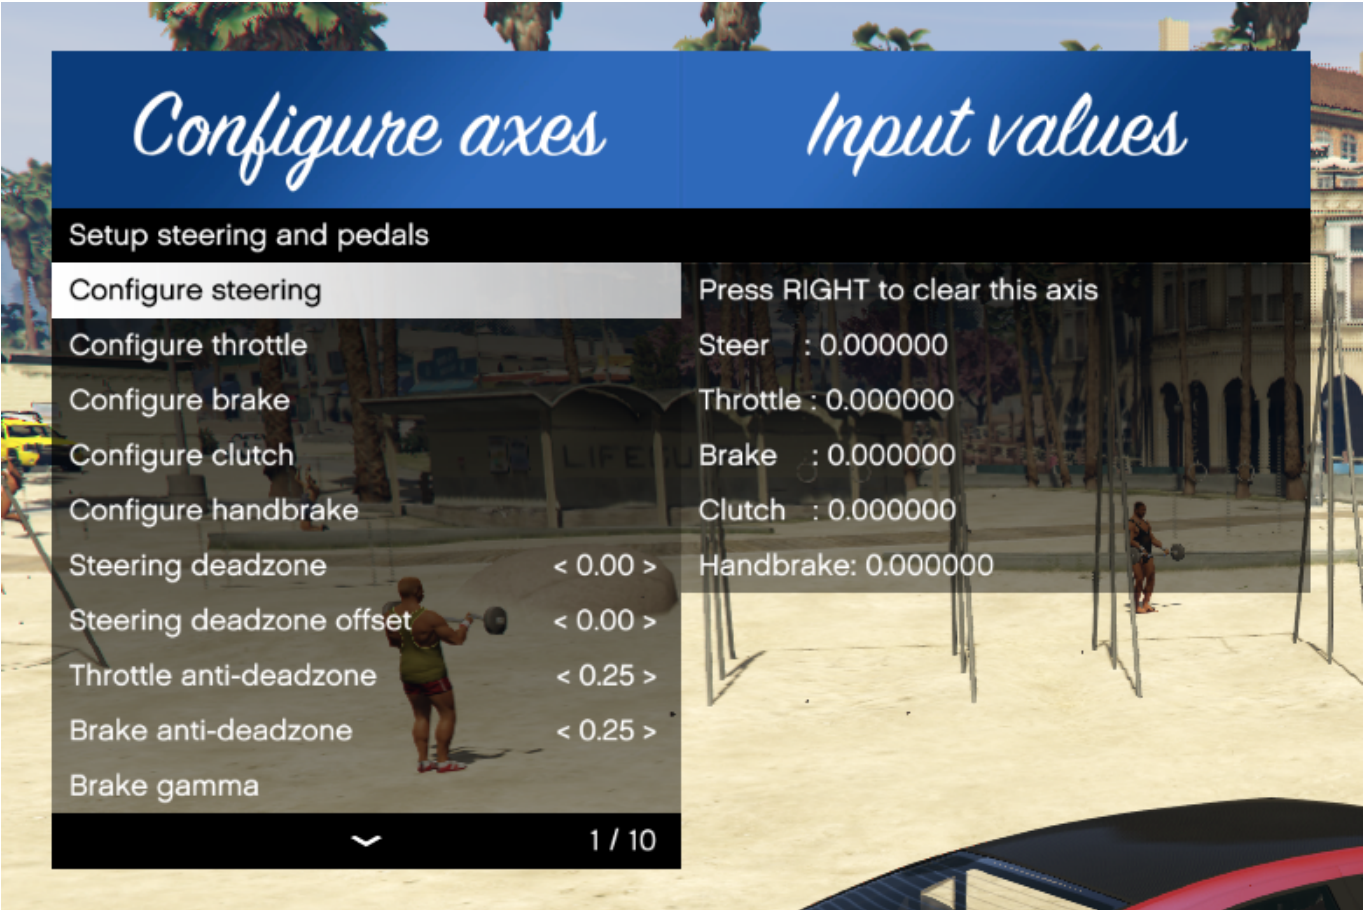 Configure axes
Input values
Setup steering and pedals
Configure steering
Configure throttle
Configure brake
Configure clutch
Configure handbrake
Steering deadzone < 0.00 >
Steering deadzone offset < 0.00 >
Throttle anti-deadzone < 0.25 >
Brake anti-deadzone < 0.25 >
Brake gamma
1 / 10
Press RIGHT to clear this axis
Steer : 0.000000
Throttle : 0.000000
Brake : 0.000000
Clutch : 0.000000
Handbrake: 0.000000